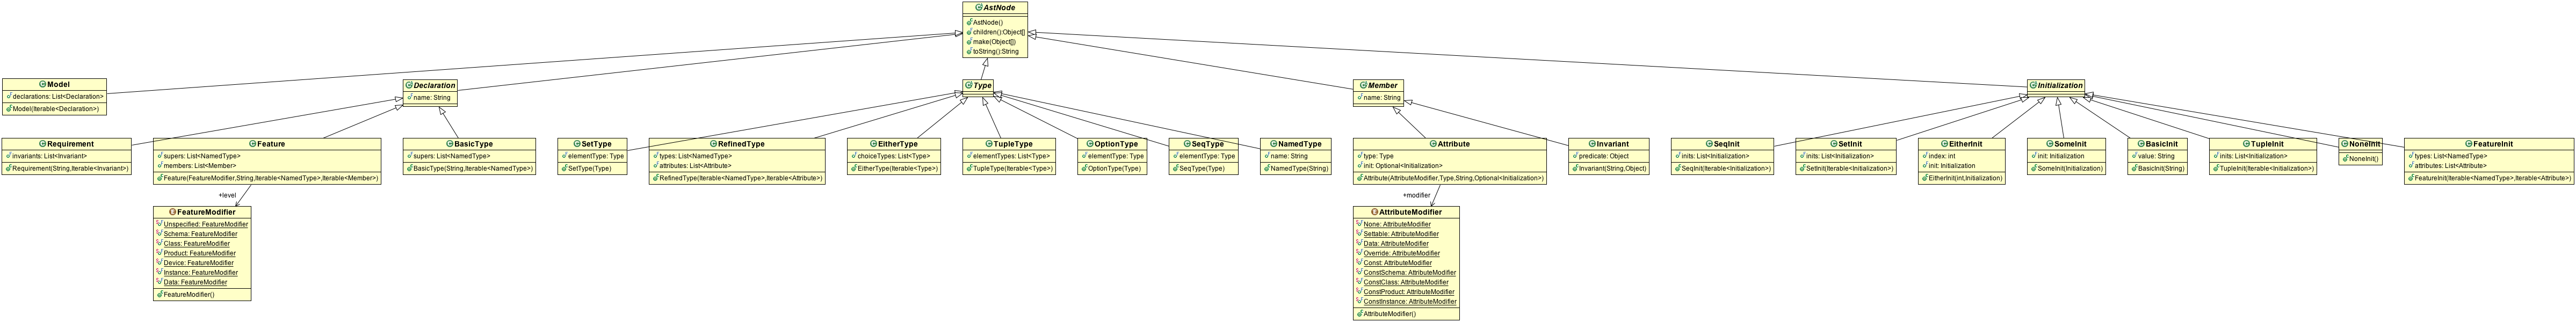 AstNode
AstNode()
children():Object[]
make(Object[])
toString():String
Model
declarations: List<Declaration>
Model(Iterable<Declaration>)
Declaration
name: String
Type
Member
name: String
Initialization
Requirement
invariants: List<Invariant>
Requirement(String,Iterable<Invariant>)
Feature
supers: List<NamedType>
members: List<Member>
Feature(FeatureModifier,String,Iterable<NamedType>,Iterable<Member>)
BasicType
supers: List<NamedType>
BasicType(String,Iterable<NamedType>)
SetType
elementType: Type
SetType(Type)
RefinedType
types: List<NamedType>
attributes: List<Attribute>
RefinedType(Iterable<NamedType>,Iterable<Attribute>)
EitherType
choiceTypes: List<Type>
EitherType(Iterable<Type>)
TupleType
elementTypes: List<Type>
TupleType(Iterable<Type>)
OptionType
elementType: Type
OptionType(Type)
SeqType
elementType: Type
SeqType(Type)
NamedType
name: String
NamedType(String)
Attribute
type: Type
init: Optional<Initialization>
Attribute(AttributeModifier,Type,String,Optional<Initialization>)
Invariant
predicate: Object
Invariant(String,Object)
SeqInit
inits: List<Initialization>
SeqInit(Iterable<Initialization>)
SetInit
inits: List<Initialization>
SetInit(Iterable<Initialization>)
EitherInit
index: int
init: Initialization
EitherInit(int,Initialization)
SomeInit
init: Initialization
SomeInit(Initialization)
BasicInit
value: String
BasicInit(String)
TupleInit
inits: List<Initialization>
TupleInit(Iterable<Initialization>)
NoneInit
NoneInit()
FeatureInit
types: List<NamedType>
attributes: List<Attribute>
FeatureInit(Iterable<NamedType>,Iterable<Attribute>)
+level
+modifier
FeatureModifier
Unspecified: FeatureModifier
Schema: FeatureModifier
Class: FeatureModifier
Product: FeatureModifier
Device: FeatureModifier
Instance: FeatureModifier
Data: FeatureModifier
FeatureModifier()
AttributeModifier
None: AttributeModifier
Settable: AttributeModifier
Data: AttributeModifier
Override: AttributeModifier
Const: AttributeModifier
ConstSchema: AttributeModifier
ConstClass: AttributeModifier
ConstProduct: AttributeModifier
ConstInstance: AttributeModifier
AttributeModifier()